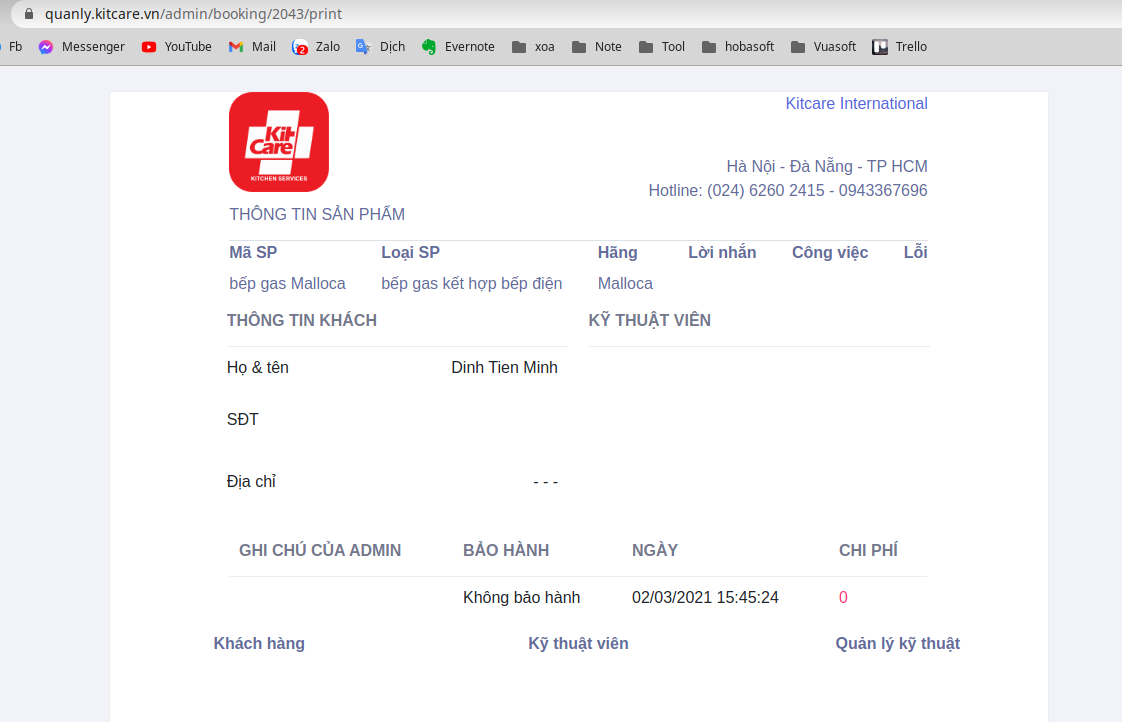 quanly.kitcare.vn/admin/booking/2043/print
Fb Messenger YouTube Mail 2 Zalo Dịch Evernote xoa Note Tool hobasoft Vuasoft Trello
Kit Care
KITCHEN SERVICES
Kitcare International
Hà Nội - Đà Nẵng - TP HCM
Hotline: (024) 6260 2415 - 0943367696
THÔNG TIN SẢN PHẨM
Mã SP Loại SP Hãng Lời nhắn Công việc Lỗi
bếp gas Malloca bếp gas kết hợp bếp điện Malloca
THÔNG TIN KHÁCH KỸ THUẬT VIÊN
Họ & tên Dinh Tien Minh
SĐT
Địa chỉ - - -
GHI CHÚ CỦA ADMIN BẢO HÀNH NGÀY CHI PHÍ
Không bảo hành 02/03/2021 15:45:24 0
Khách hàng Kỹ thuật viên Quản lý kỹ thuật